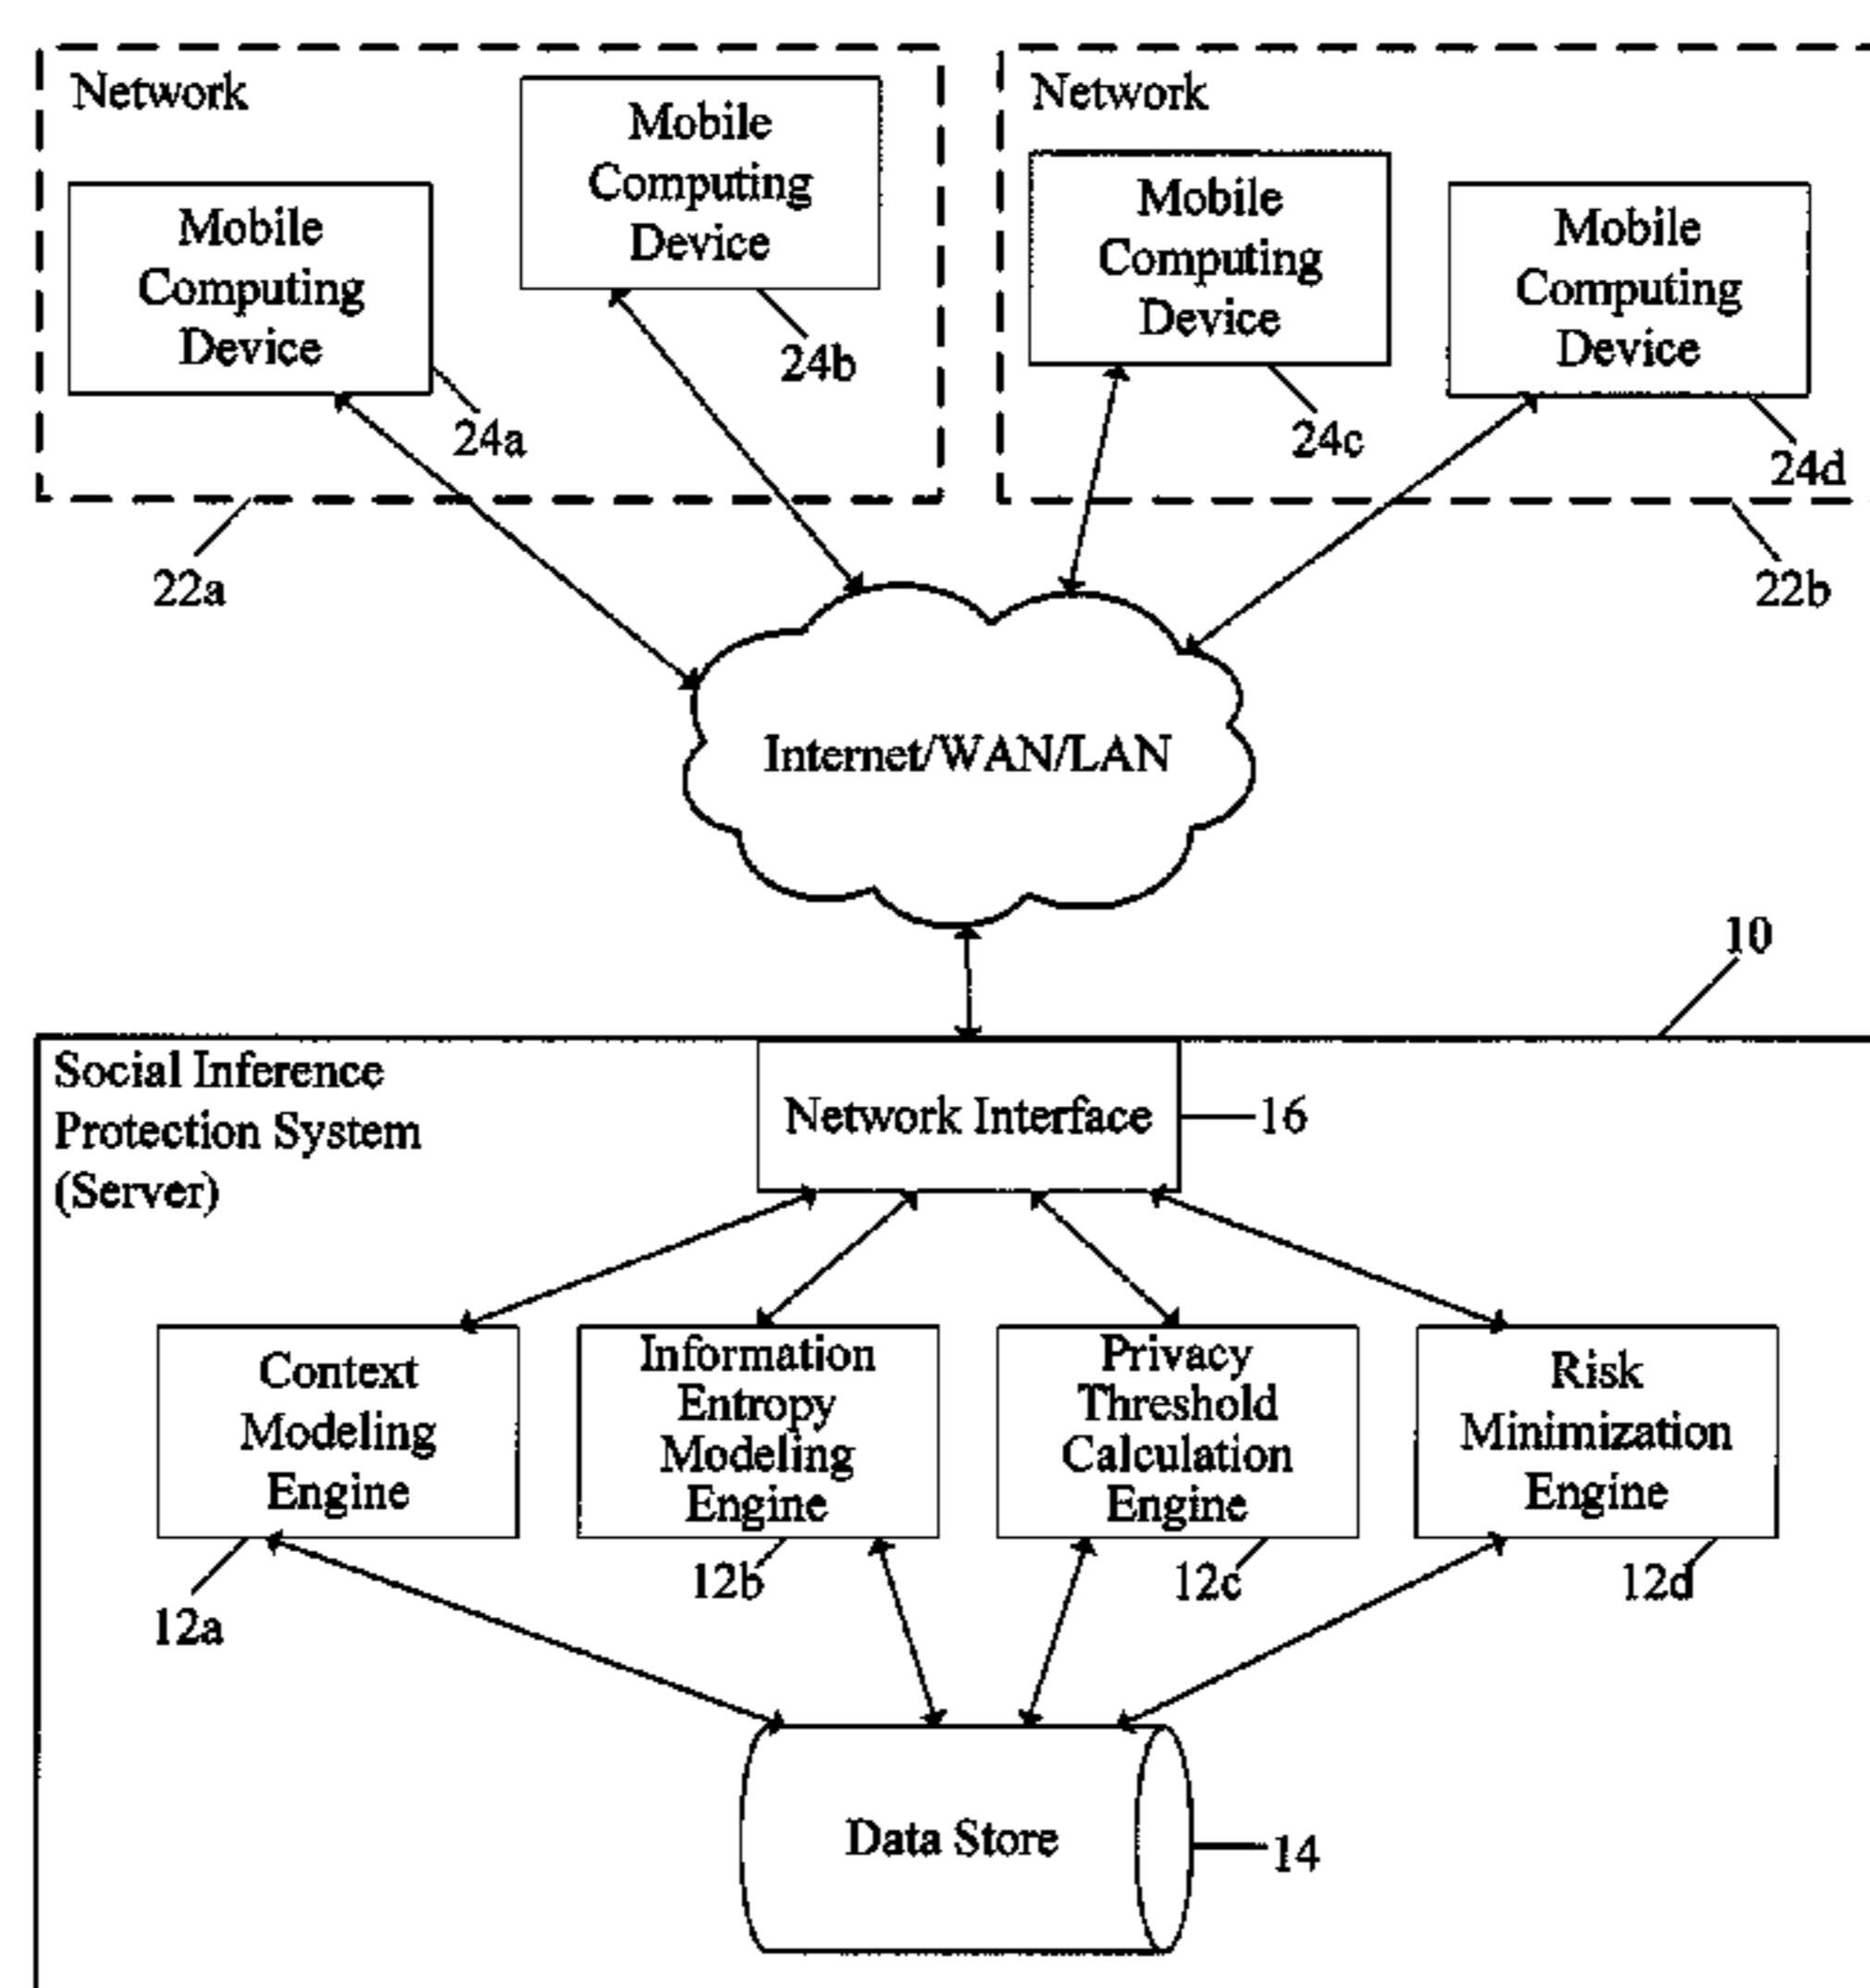 Network
Mobile
Computing
Device
24a
Mobile
Computing
Device
24b
22a
Network
Mobile
Computing
Device
24c
Mobile
Computing
Device
24d
22b
Internet/WAN/LAN
10
Social Inference
Protection System
(Server)
Network Interface
16
Context
Modeling
Engine
12a
Information
Entropy
Modeling
Engine
12b
Privacy
Threshold
Calculation
Engine
12c
Risk
Minimization
Engine
12d
Data Store
14